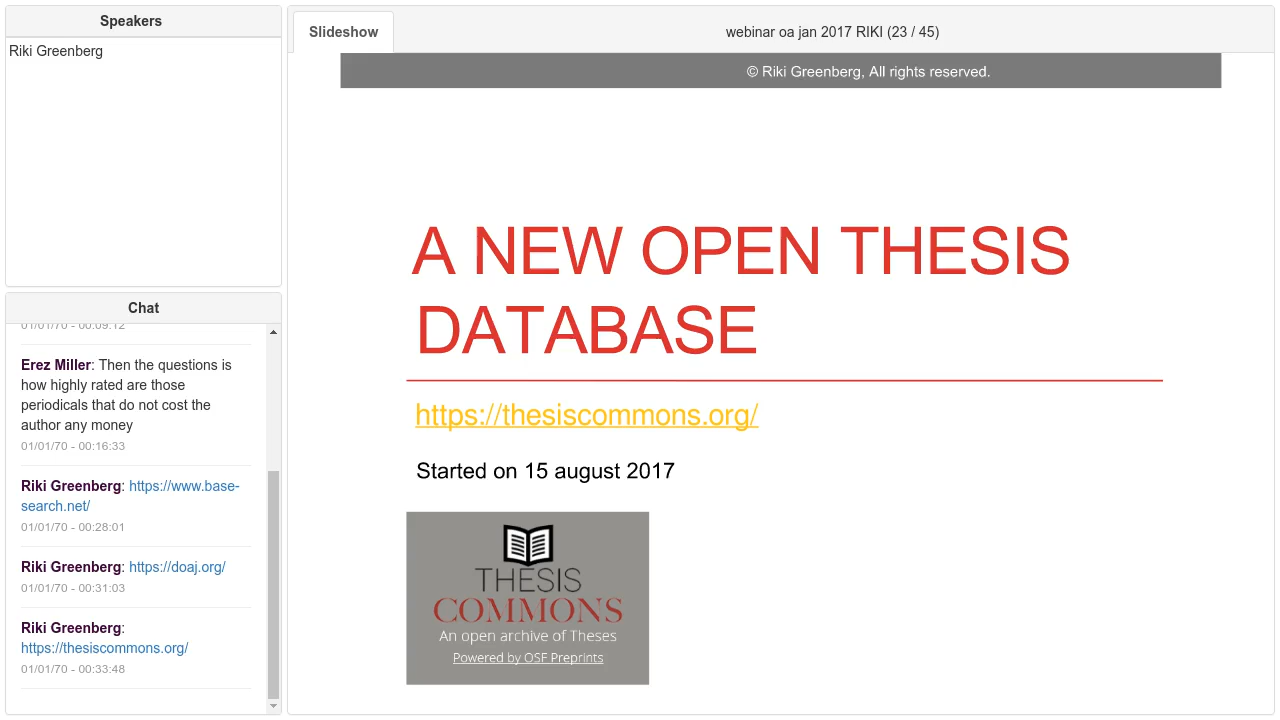 Speakers
Riki Greenberg
Chat
01/01/70 - 00:09:12
Erez Miller: Then the questions is
how highly rated are those
periodicals that do not cost the
author any money
01/01/70 - 00:16:33
Riki Greenberg: https://www.base-
search.net/
01/01/70 - 00:28:01
Riki Greenberg: https://doaj.org/
01/01/70 - 00:31:03
Riki Greenberg:
https://thesiscommons.org/
01/01/70 - 00:33:48
Slideshow
webinar oa jan 2017 RIKI (23 / 45)
© Riki Greenberg, All rights reserved.
A NEW OPEN THESIS
DATABASE
https://thesiscommons.org/
Started on 15 august 2017
THESIS
COMMONS
An open archive of Theses
Powered by OSF Preprints